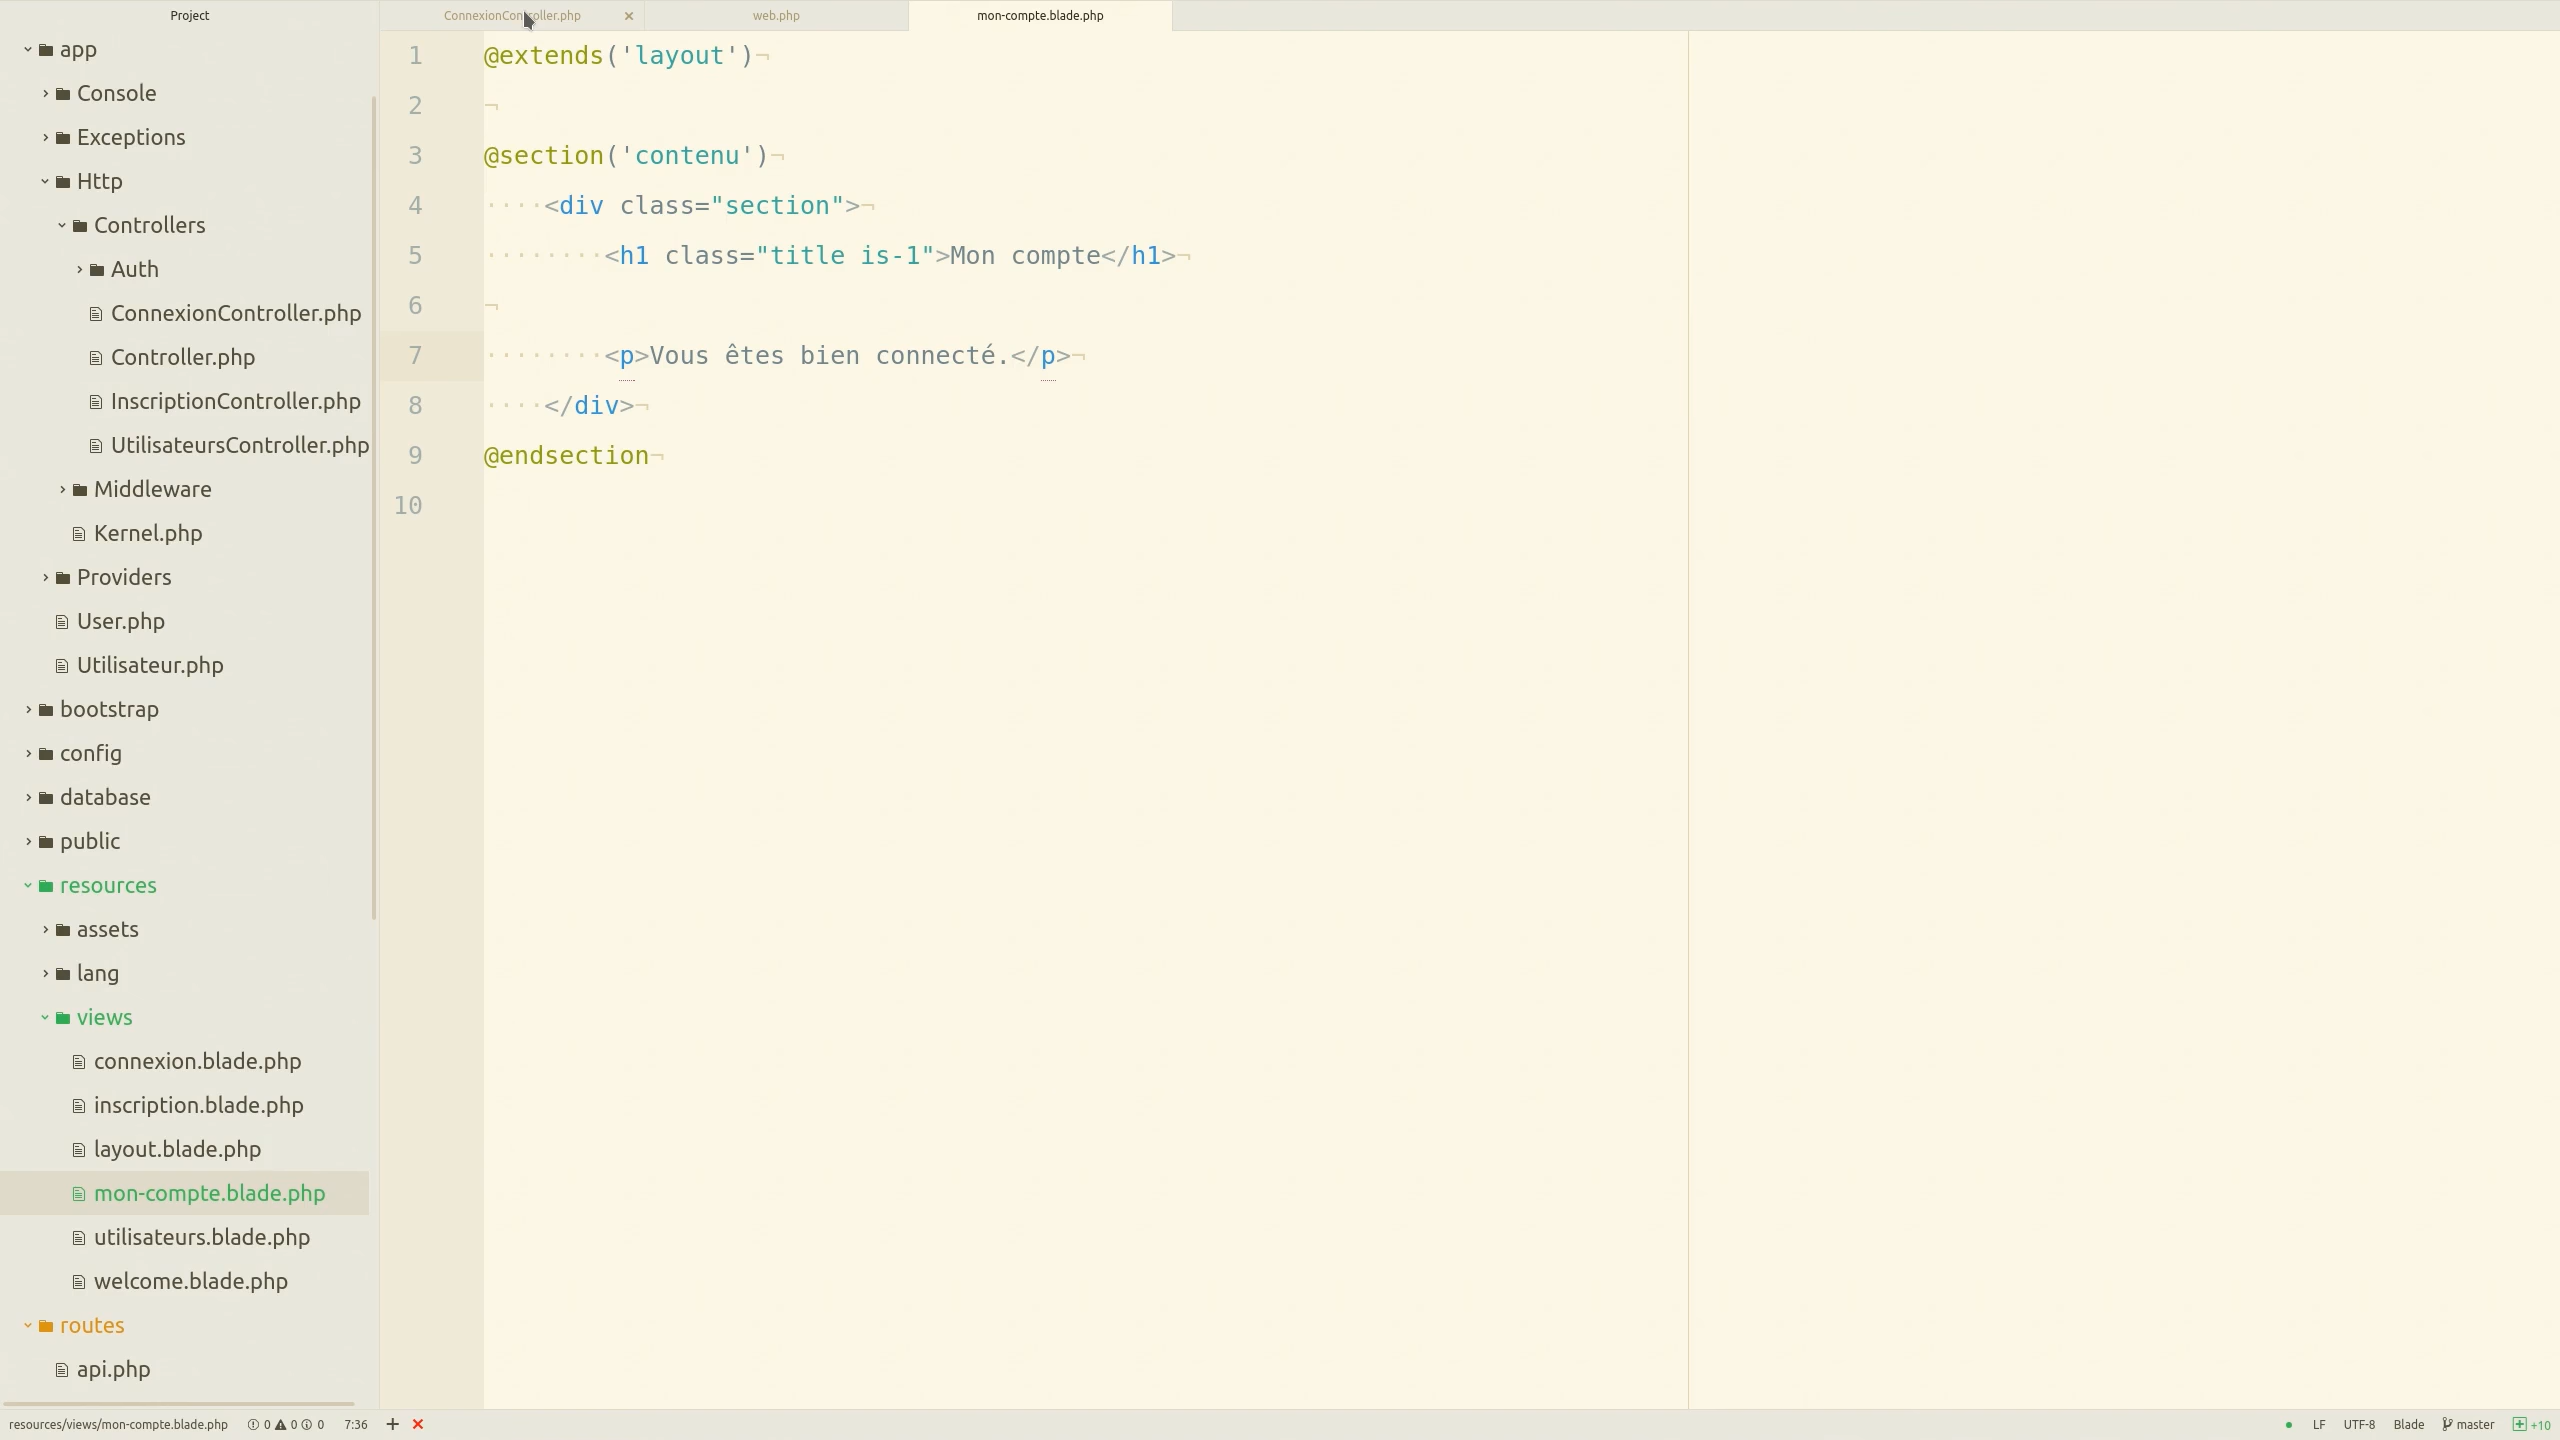 Project
app
Console
Exceptions
Http
Controllers
Auth
ConnexionController.php
Controller.php
InscriptionController.php
UtilisateursController.php
Middleware
Kernel.php
Providers
User.php
Utilisateur.php
bootstrap
config
database
public
resources
assets
lang
views
connexion.blade.php
inscription.blade.php
layout.blade.php
mon-compte.blade.php
utilisateurs.blade.php
welcome.blade.php
routes
api.php
ConnexionController.php web.php mon-compte.blade.php
1 @extends('layout')¬
2 ¬
3 @section('contenu')¬
4 ····<div class="section">¬
5 ········<h1 class="title is-1">Mon compte</h1>¬
6 ¬
7 ········<p>Vous êtes bien connecté.</p>¬
8 ····</div>¬
9 @endsection¬
10
resources/views/mon-compte.blade.php 0 0 0 7:36 LF UTF-8 Blade master +10